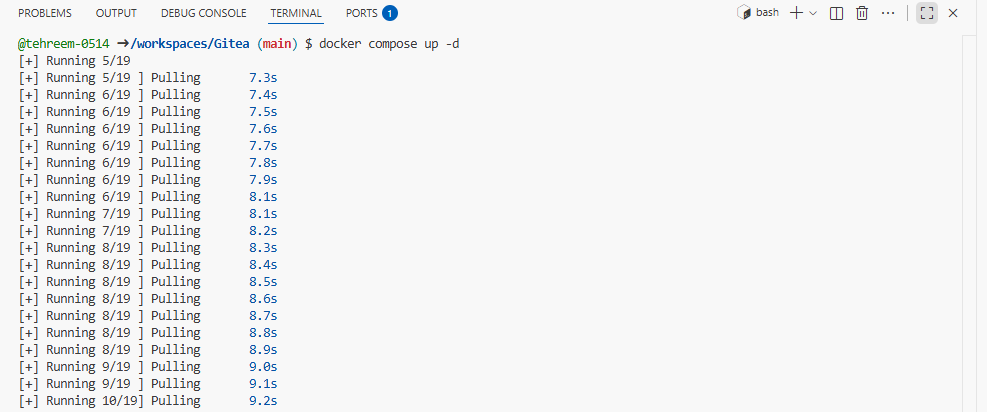 PROBLEMS OUTPUT DEBUG CONSOLE TERMINAL PORTS 1 bash
@tehreem-0514 ➜/workspaces/Gitea (main) $ docker compose up -d
[+] Running 5/19
[+] Running 5/19 ] Pulling 7.3s
[+] Running 6/19 ] Pulling 7.4s
[+] Running 6/19 ] Pulling 7.5s
[+] Running 6/19 ] Pulling 7.6s
[+] Running 6/19 ] Pulling 7.7s
[+] Running 6/19 ] Pulling 7.8s
[+] Running 6/19 ] Pulling 7.9s
[+] Running 6/19 ] Pulling 8.1s
[+] Running 7/19 ] Pulling 8.1s
[+] Running 7/19 ] Pulling 8.2s
[+] Running 8/19 ] Pulling 8.3s
[+] Running 8/19 ] Pulling 8.4s
[+] Running 8/19 ] Pulling 8.5s
[+] Running 8/19 ] Pulling 8.6s
[+] Running 8/19 ] Pulling 8.7s
[+] Running 8/19 ] Pulling 8.8s
[+] Running 8/19 ] Pulling 8.9s
[+] Running 9/19 ] Pulling 9.0s
[+] Running 9/19 ] Pulling 9.1s
[+] Running 10/19] Pulling 9.2s